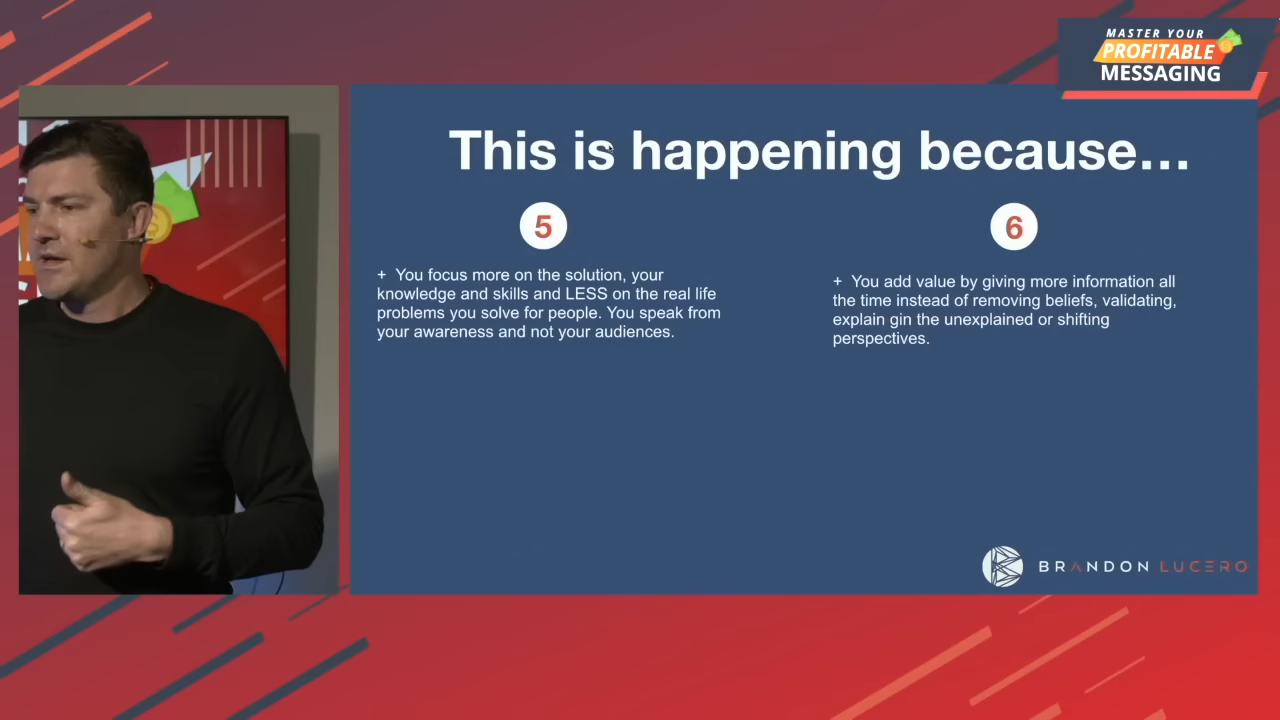 MASTER YOUR
PROFITABLE
MESSAGING
This is happening because...
5
+ You focus more on the solution, your
knowledge and skills and LESS on the real life
problems you solve for people. You speak from
your awareness and not your audiences.
6
+ You add value by giving more information all
the time instead of removing beliefs, validating,
explain gin the unexplained or shifting
perspectives.
BRANDON LUCERO